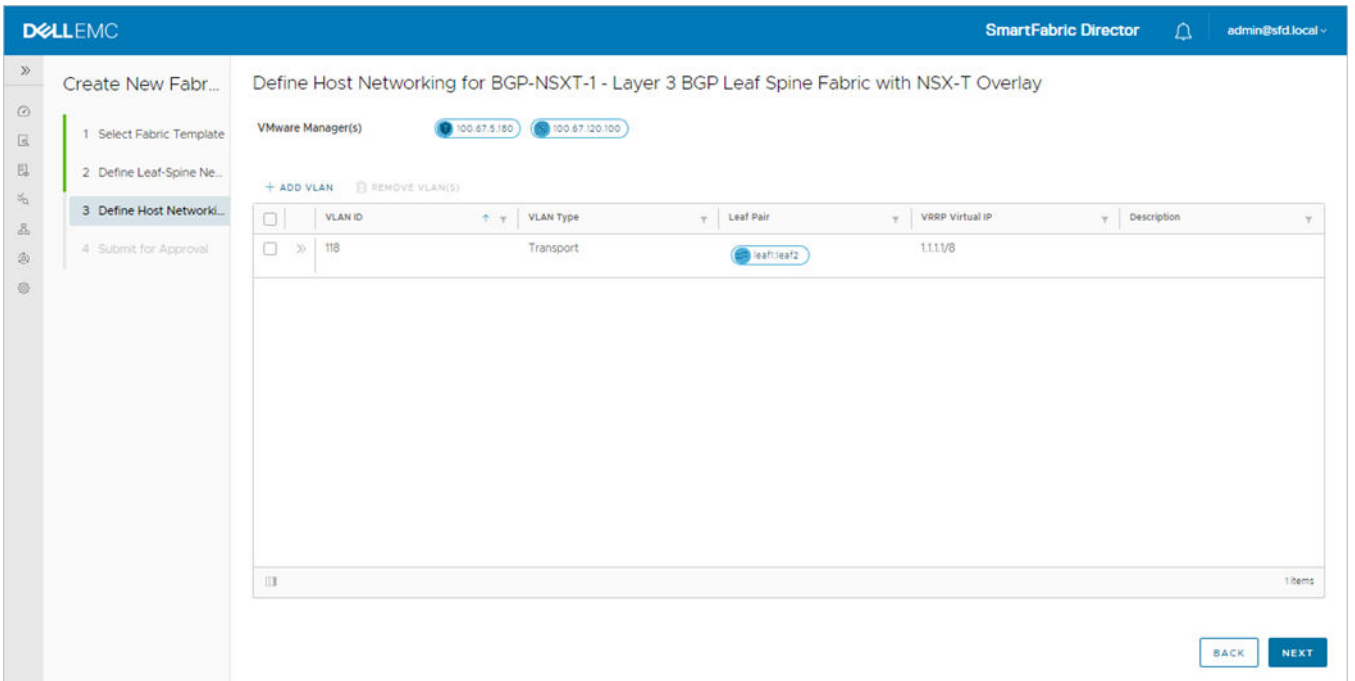 DELLEMC
SmartFabric Director
admin@sfd.local
Create New Fabr...
1 Select Fabric Template
2 Define Leaf-Spine Ne...
3 Define Host Networki...
4 Submit for Approval
Define Host Networking for BGP-NSXT-1 - Layer 3 BGP Leaf Spine Fabric with NSX-T Overlay
VMware Manager(s) 100.67.5.180 100.67.120.100
+ ADD VLAN REMOVE VLAN(S)
VLAN ID VLAN Type Leaf Pair VRRP Virtual IP Description
118 Transport leaf1:leaf2 1.1.1.1/8
1 items
BACK NEXT